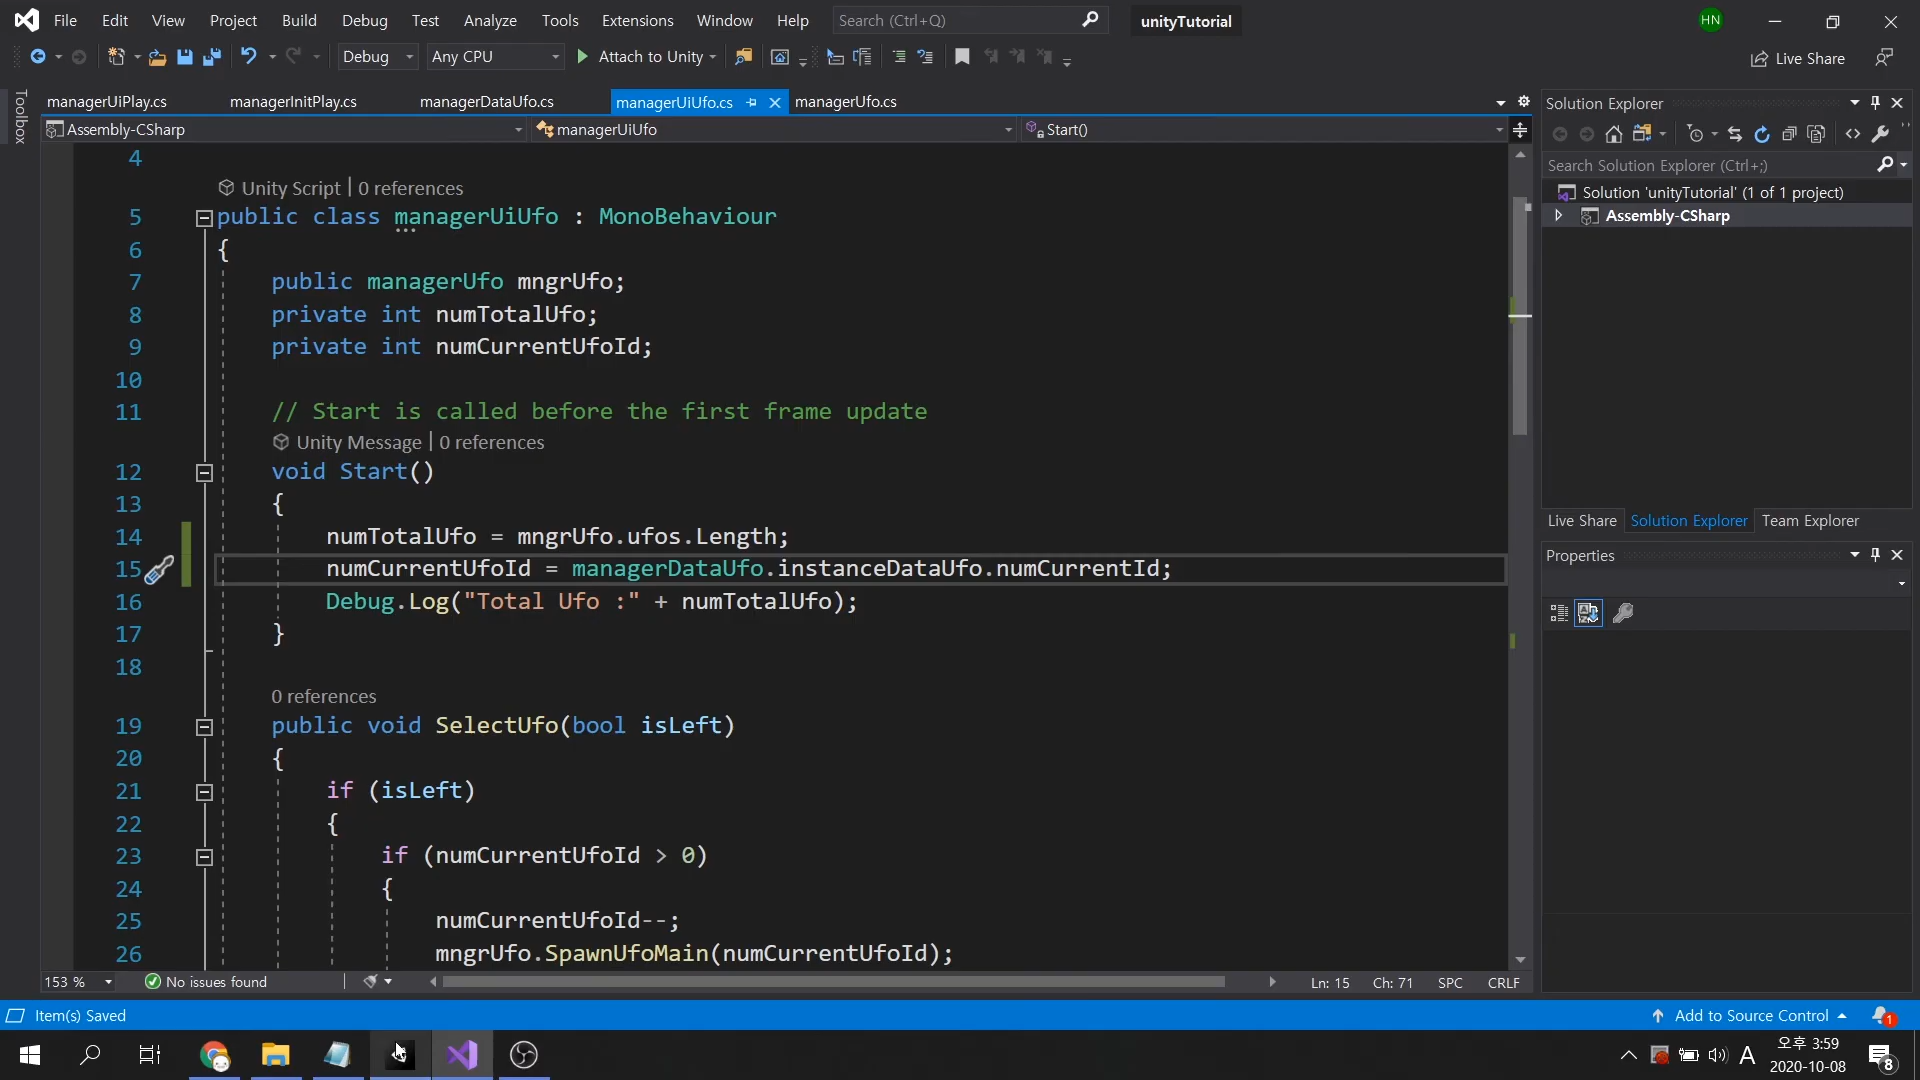 File Edit View Project Build Debug Test Analyze Tools Extensions Window Help Search (Ctrl+Q) unityTutorial HN
Debug Any CPU Attach to Unity Live Share
Toolbox
managerUiPlay.cs managerInitPlay.cs managerDataUfo.cs managerUiUfo.cs managerUfo.cs
Assembly-CSharp managerUiUfo Start()
4
Unity Script | 0 references
5 public class managerUiUfo : MonoBehaviour
6 {
7 public managerUfo mngrUfo;
8 private int numTotalUfo;
9 private int numCurrentUfoId;
10
11 // Start is called before the first frame update
Unity Message | 0 references
12 void Start()
13 {
14 numTotalUfo = mngrUfo.ufos.Length;
15 numCurrentUfoId = managerDataUfo.instanceDataUfo.numCurrentId;
16 Debug.Log("Total Ufo :" + numTotalUfo);
17 }
18
0 references
19 public void SelectUfo(bool isLeft)
20 {
21 if (isLeft)
22 {
23 if (numCurrentUfoId > 0)
24 {
25 numCurrentUfoId--;
26 mngrUfo.SpawnUfoMain(numCurrentUfoId);
153 % No issues found Ln: 15 Ch: 71 SPC CRLF
Solution Explorer
Search Solution Explorer (Ctrl+;)
Solution 'unityTutorial' (1 of 1 project)
Assembly-CSharp
Live Share Solution Explorer Team Explorer
Properties
Item(s) Saved Add to Source Control 1
A 오후 3:59
2020-10-08 8